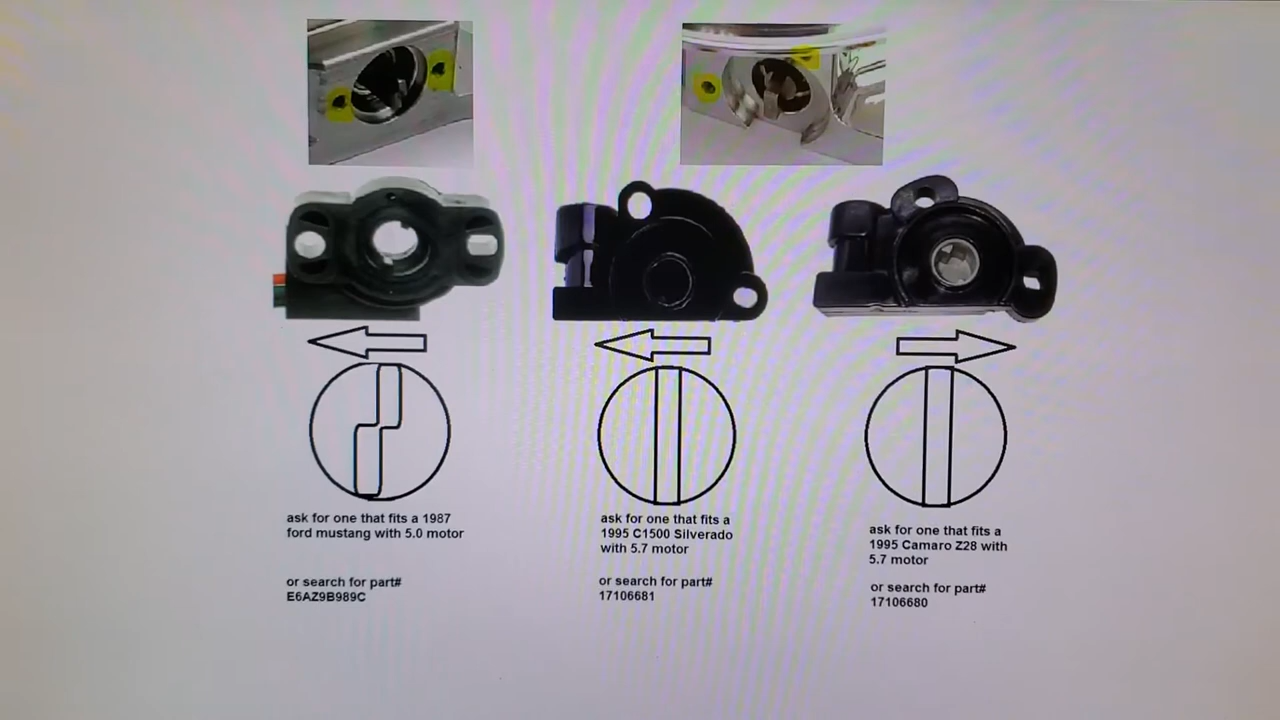 ask for one that fits a 1987
ford mustang with 5.0 motor
or search for part#
E6AZ9B989C
ask for one that fits a
1995 C1500 Silverado
with 5.7 motor
or search for part#
17106681
ask for one that fits a
1995 Camaro Z28 with
5.7 motor
or search for part#
17106680